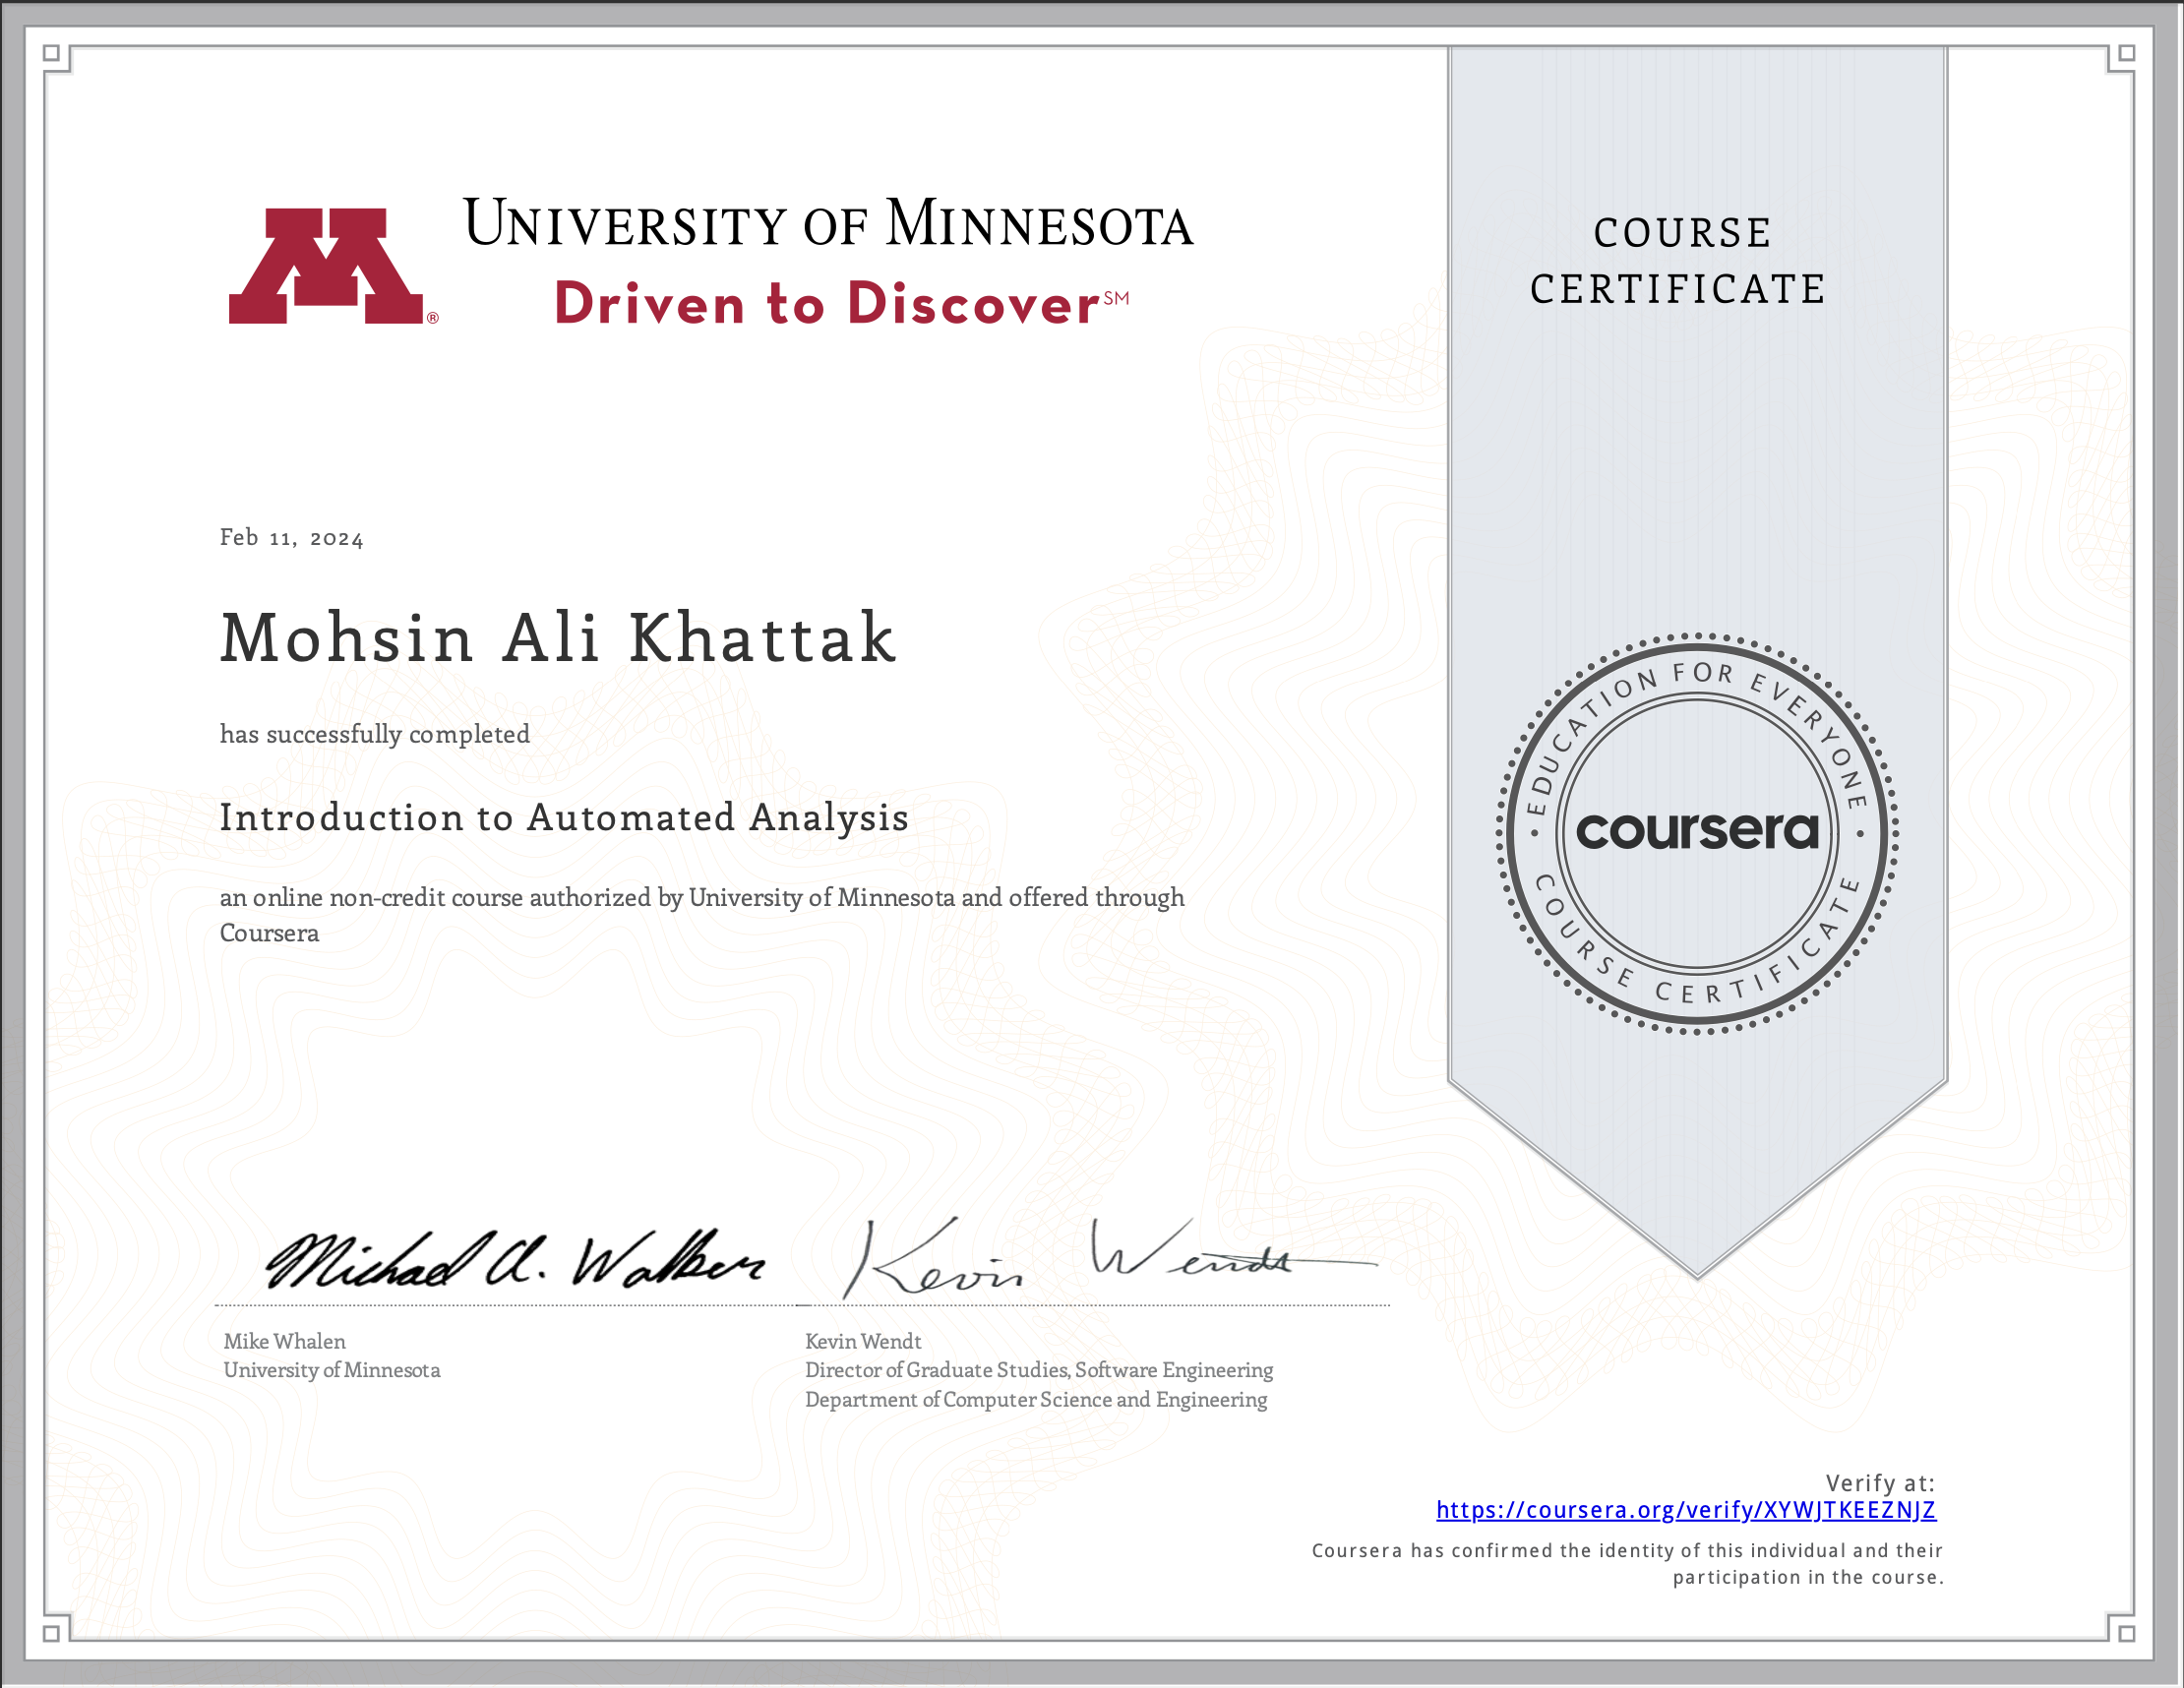 UNIVERSITY OF MINNESOTA
Driven to Discover℠
®
COURSE
CERTIFICATE
Feb 11, 2024
Mohsin Ali Khattak
has successfully completed
Introduction to Automated Analysis
an online non-credit course authorized by University of Minnesota and offered through
Coursera
• EDUCATION FOR EVERYONE •
coursera
COURSE CERTIFICATE
Michael A. Whalen
Kevin Wendt
Mike Whalen
University of Minnesota
Kevin Wendt
Director of Graduate Studies, Software Engineering
Department of Computer Science and Engineering
Verify at:
https://coursera.org/verify/XYWJTKEEZNJZ
Coursera has confirmed the identity of this individual and their
participation in the course.